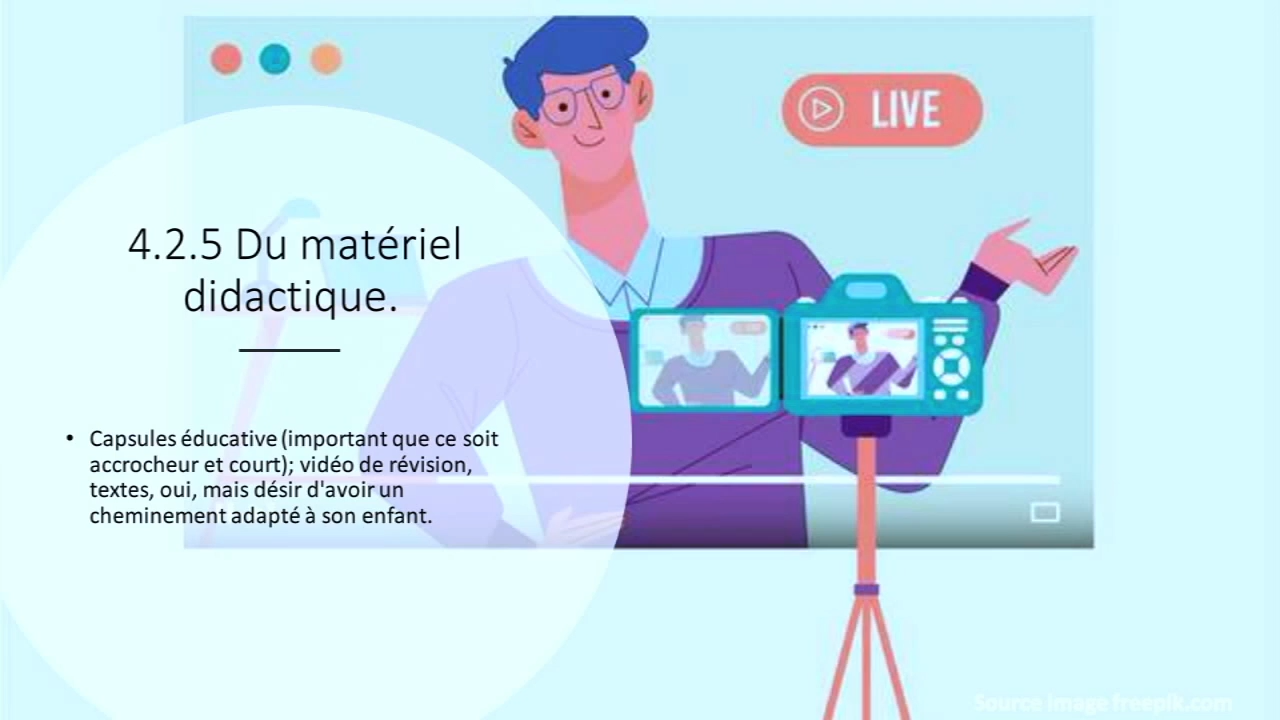 LIVE
4.2.5 Du matériel
didactique.
• Capsules éducative (important que ce soit
accrocheur et court); vidéo de révision,
textes, oui, mais désir d'avoir un
cheminement adapté à son enfant.
Source image freepik.com